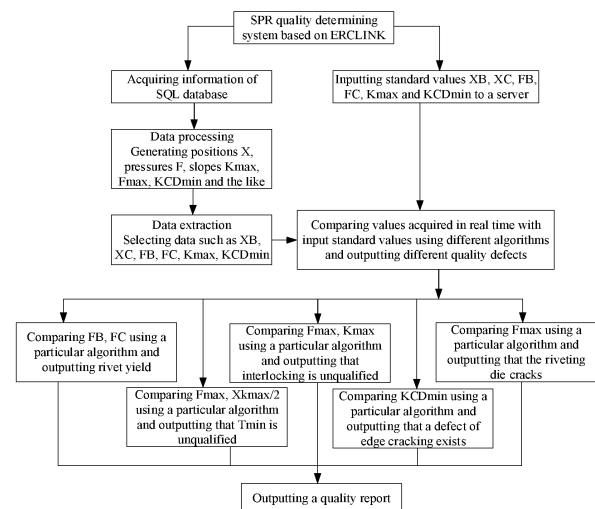 SPR quality determining
system based on ERCLINK
Acquiring information of
SQL database
Inputting standard values XB, XC, FB,
FC, Kmax and KCDmin to a server
Data processing
Generating positions X,
pressures F, slopes Kmax,
Fmax, KCDmin and the like
Data extraction
Selecting data such as XB,
XC, FB, FC, Kmax, KCDmin
Comparing values acquired in real time with
input standard values using different algorithms
and outputting different quality defects
Comparing FB, FC using a
particular algorithm and
outputting rivet yield
Comparing Fmax, Kmax
using a particular algorithm
and outputting that
interlocking is unqualified
Comparing Fmax using a
particular algorithm and
outputting that the riveting
die cracks
Comparing Fmax, Xkmax/2
using a particular algorithm
and outputting that Tmin is
unqualified
Comparing KCDmin using a
particular algorithm and
outputting that a defect of
edge cracking exists
Outputting a quality report